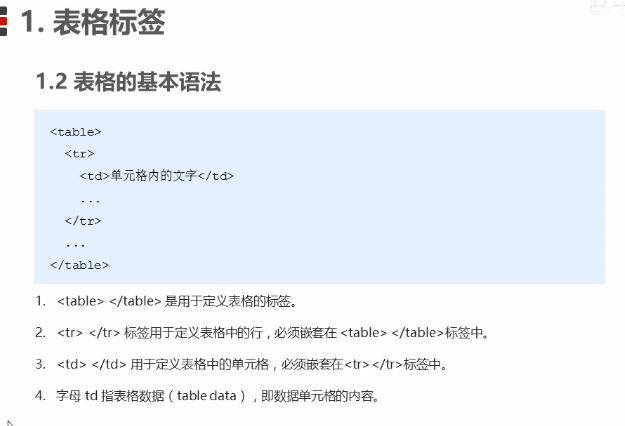 1. 表格标签
1.2 表格的基本语法
<table>
<tr>
<td>单元格内的文字</td>
...
</tr>
...
</table>
1. <table> </table> 是用于定义表格的标签。
2. <tr> </tr> 标签用于定义表格中的行，必须嵌套在 <table> </table>标签中。
3. <td> </td> 用于定义表格中的单元格，必须嵌套在<tr></tr>标签中。
4. 字母 td 指表格数据（table data），即数据单元格的内容。